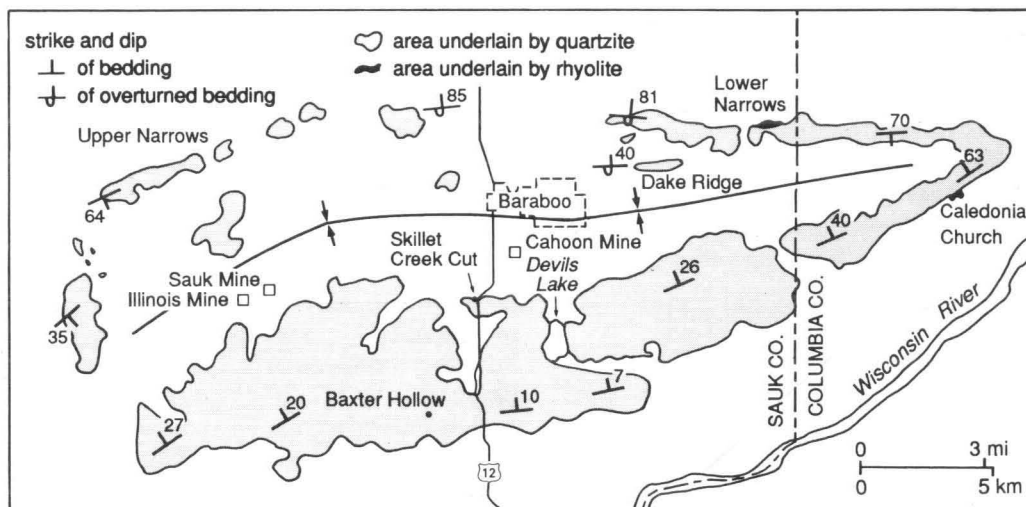 strike and dip
of bedding
of overturned bedding
area underlain by quartzite
area underlain by rhyolite
85
81
Lower
Narrows
70
Upper Narrows
40
63
Dake Ridge
Baraboo
64
Caledonia
Church
40
Skillet
Creek Cut
Cahoon Mine
Devils
Lake
26
Sauk Mine
Illinois Mine
35
SAUK CO.
COLUMBIA CO.
Wisconsin River
7
20
Baxter Hollow
10
27
12
0 3 mi
0 5 km